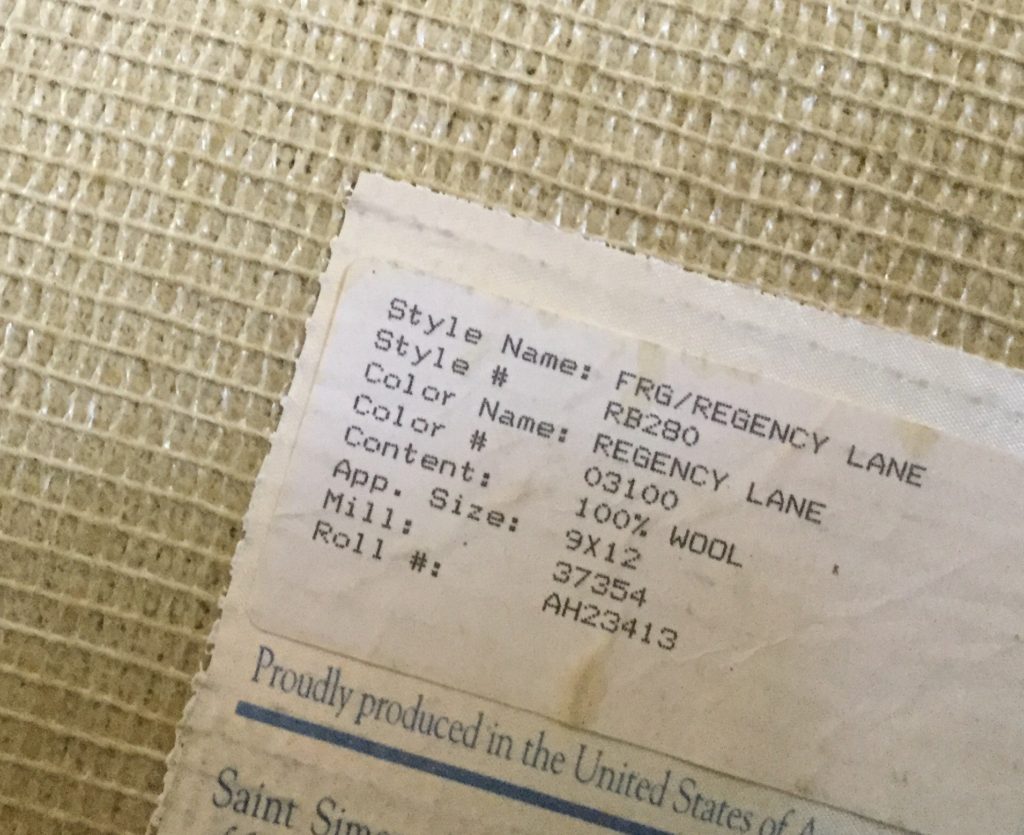 Style Name: FRG/REGENCY LANE
Style # RB280
Color Name: REGENCY LANE
Color # 03100
Content: 100% WOOL
App. Size: 9X12
Mill: 37354
Roll #: AH23413
Proudly produced in the United States of
Saint